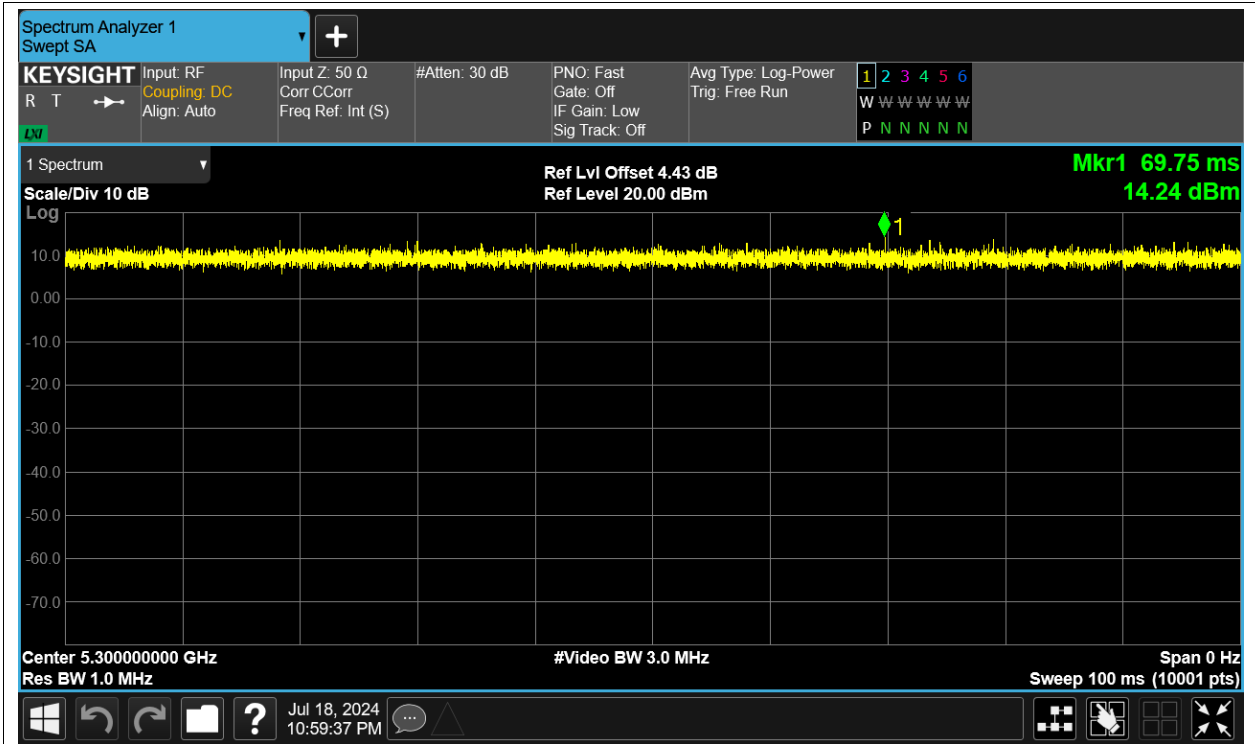 Spectrum Analyzer 1
Swept SA
KEYSIGHT
R T
LXI
Input: RF
Coupling: DC
Align: Auto
Input Z: 50 Ω
Corr CCorr
Freq Ref: Int (S)
#Atten: 30 dB
PNO: Fast
Gate: Off
IF Gain: Low
Sig Track: Off
Avg Type: Log-Power
Trig: Free Run
1 2 3 4 5 6
W W W W W W
P N N N N N
1 Spectrum
Scale/Div 10 dB
Log
Ref Lvl Offset 4.43 dB
Ref Level 20.00 dBm
Mkr1 69.75 ms
14.24 dBm
1
10.0
0.00
-10.0
-20.0
-30.0
-40.0
-50.0
-60.0
-70.0
Center 5.300000000 GHz
Res BW 1.0 MHz
#Video BW 3.0 MHz
Span 0 Hz
Sweep 100 ms (10001 pts)
?
Jul 18, 2024
10:59:37 PM